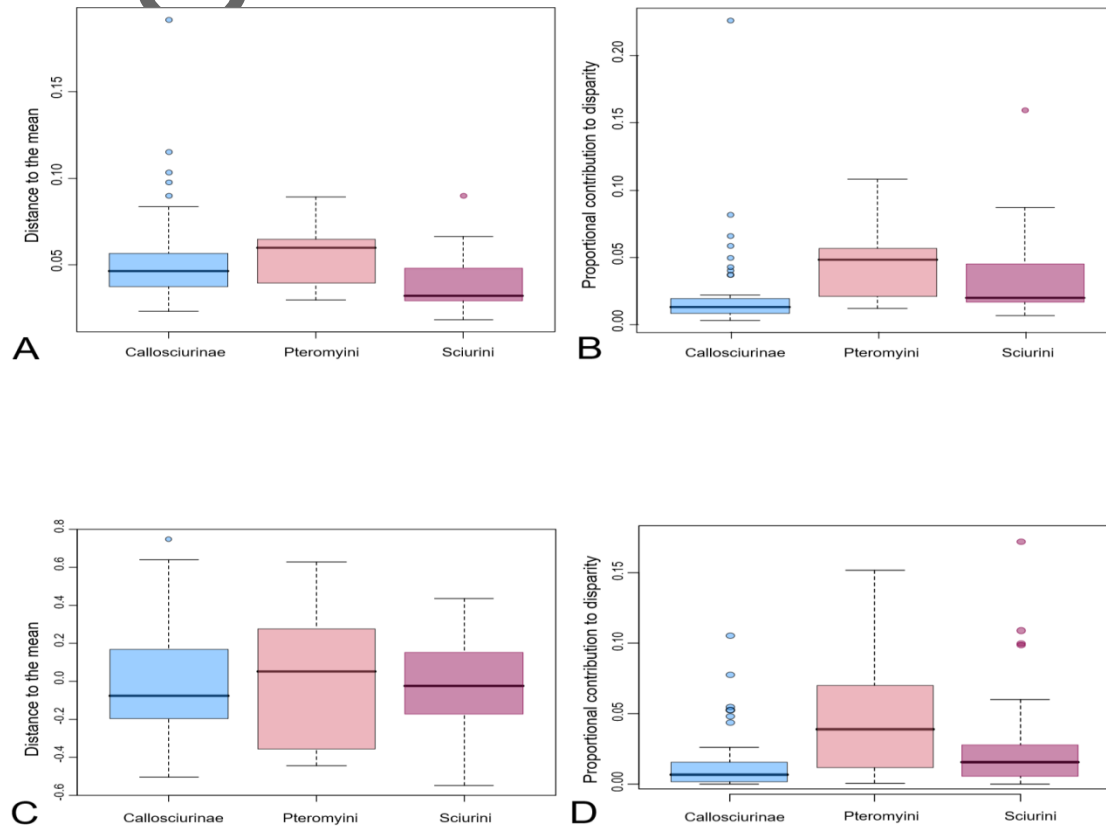 Distance to the mean
0.15
0.10
0.05
A
Callosciurinae
Pteromyini
Sciurini
Proportional contribution to disparity
0.20
0.15
0.10
0.05
0.00
B
Callosciurinae
Pteromyini
Sciurini
Distance to the mean
0.8
0.6
0.4
0.2
0.0
-0.2
-0.4
-0.6
C
Callosciurinae
Pteromyini
Sciurini
Proportional contribution to disparity
0.15
0.10
0.05
0.00
D
Callosciurinae
Pteromyini
Sciurini